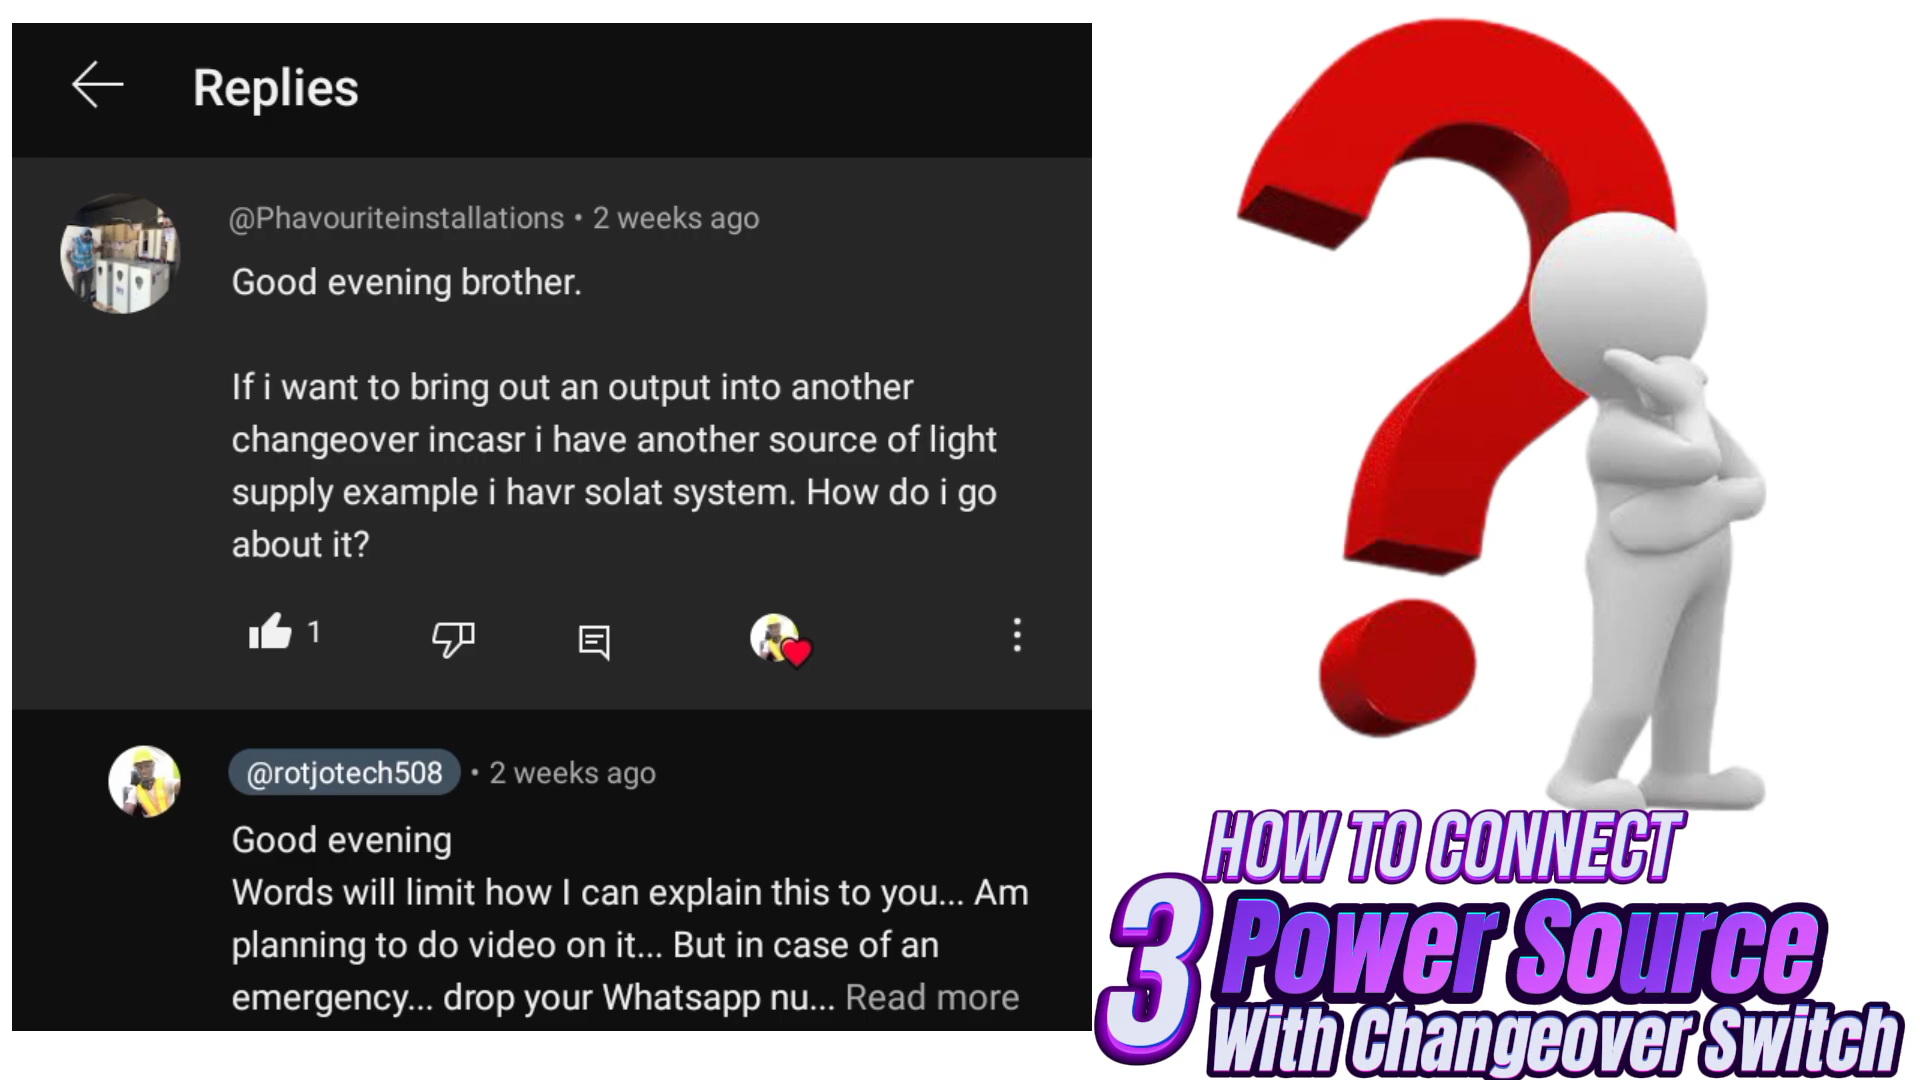 Replies
@Phavouriteinstallations • 2 weeks ago
Good evening brother.
If i want to bring out an output into another
changeover incasr i have another source of light
supply example i havr solat system. How do i go
about it?
1
@rotjotech508 • 2 weeks ago
Good evening
Words will limit how I can explain this to you... Am
planning to do video on it... But in case of an
emergency... drop your Whatsapp nu... Read more
HOW TO CONNECT
3 Power Source
With Changeover Switch